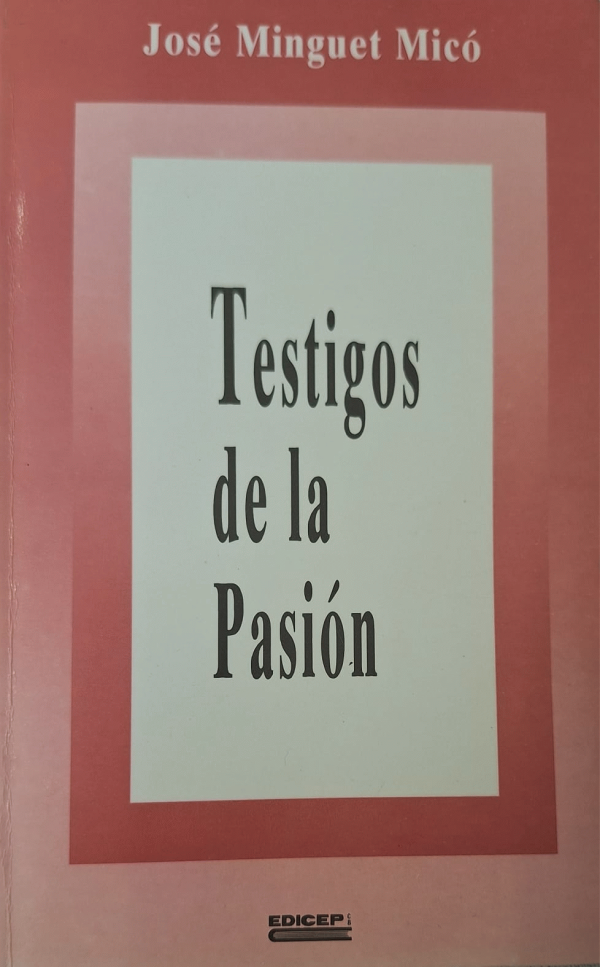 José Minguet Micó
Testigos
de la
Pasión
EDICEP C.B.